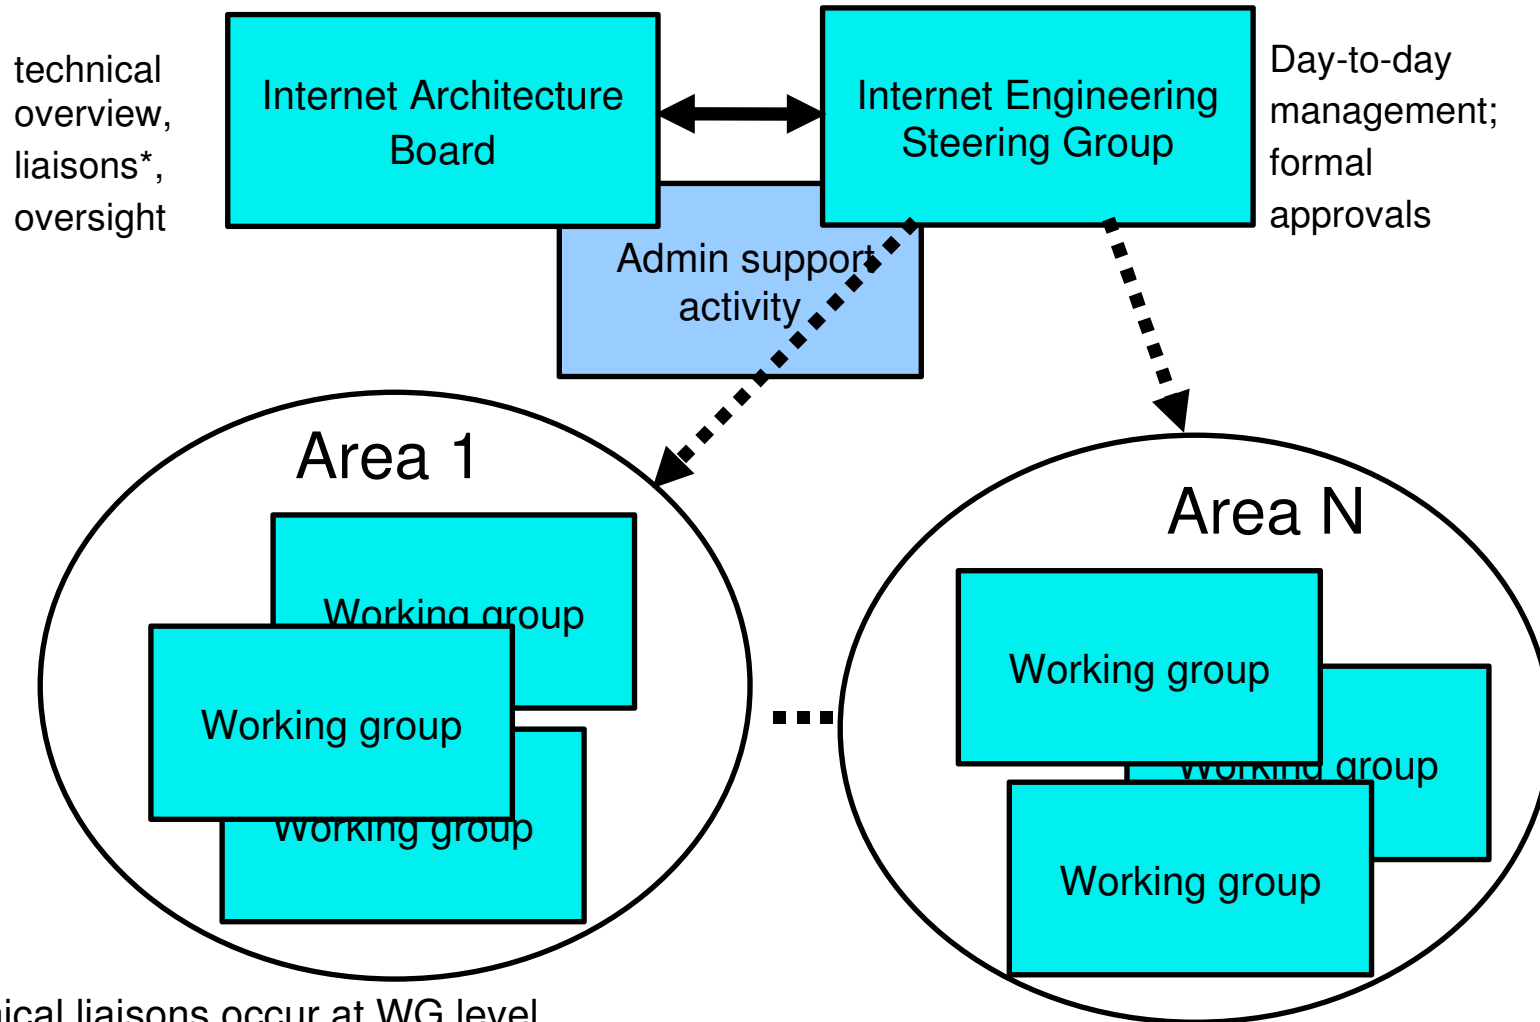 technical
overview,
liaisons*,
oversight
Internet Architecture
Board
Internet Engineering
Steering Group
Day-to-day
management;
formal
approvals
Admin support
activity
Area 1
Working group
Working group
Working group
Area N
Working group
Working group
Working group
liaisons occur at WG level